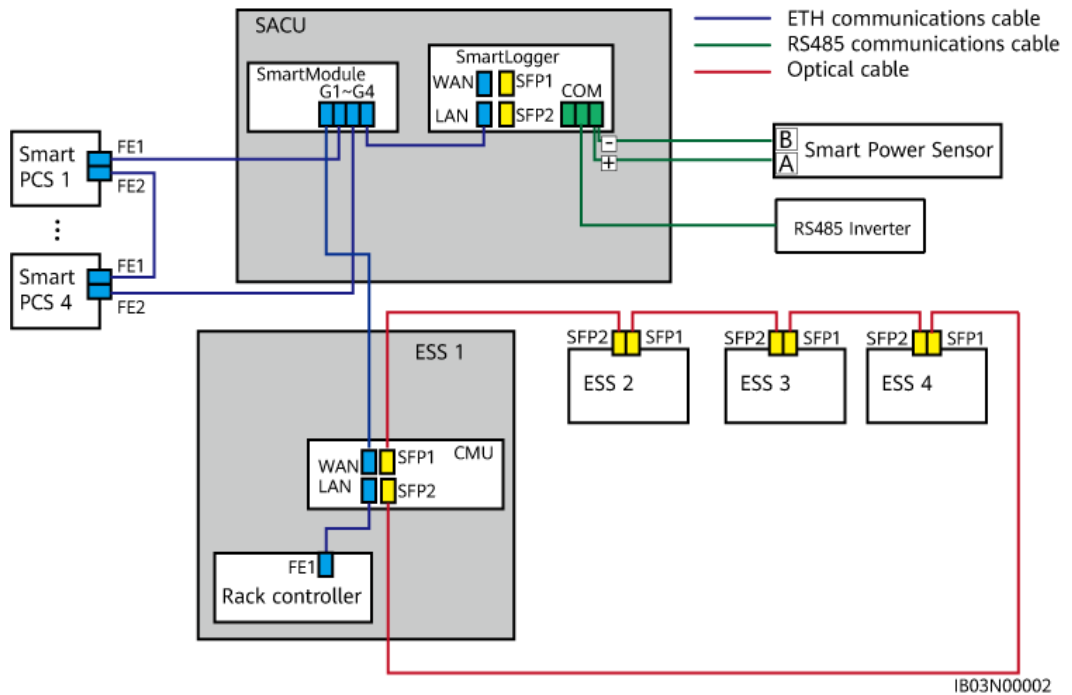 SACU
ETH communications cable
RS485 communications cable
Optical cable
SmartLogger
WAN
SFP1
COM
LAN
SFP2
SmartModule
G1~G4
Smart
PCS 1
FE1
FE2
⋮
Smart
PCS 4
FE1
FE2
−
+
B
A
Smart Power Sensor
RS485 Inverter
ESS 1
SFP2
SFP1
ESS 2
SFP2
SFP1
ESS 3
SFP2
SFP1
ESS 4
WAN
SFP1
CMU
LAN
SFP2
FE1
Rack controller
IB03N00002